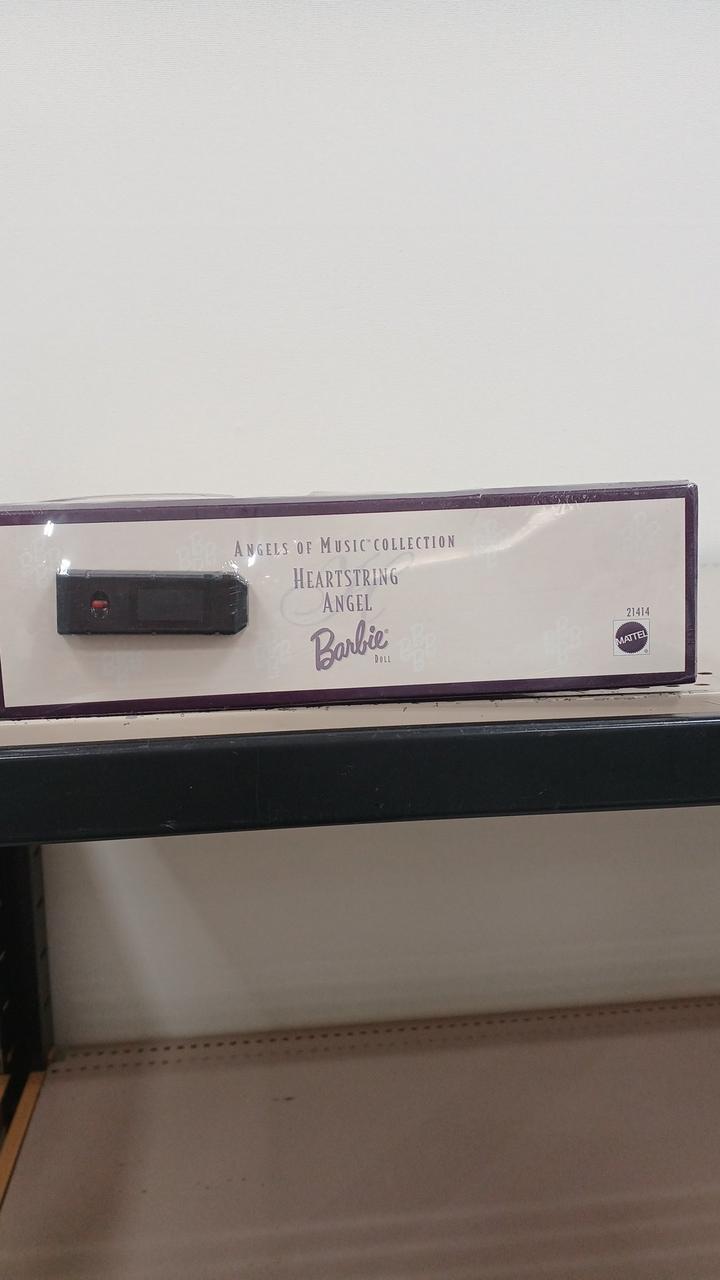 ANGELS OF MUSIC™ COLLECTION
HEARTSTRING
ANGEL
Barbie®
DOLL
21414
MATTEL
®